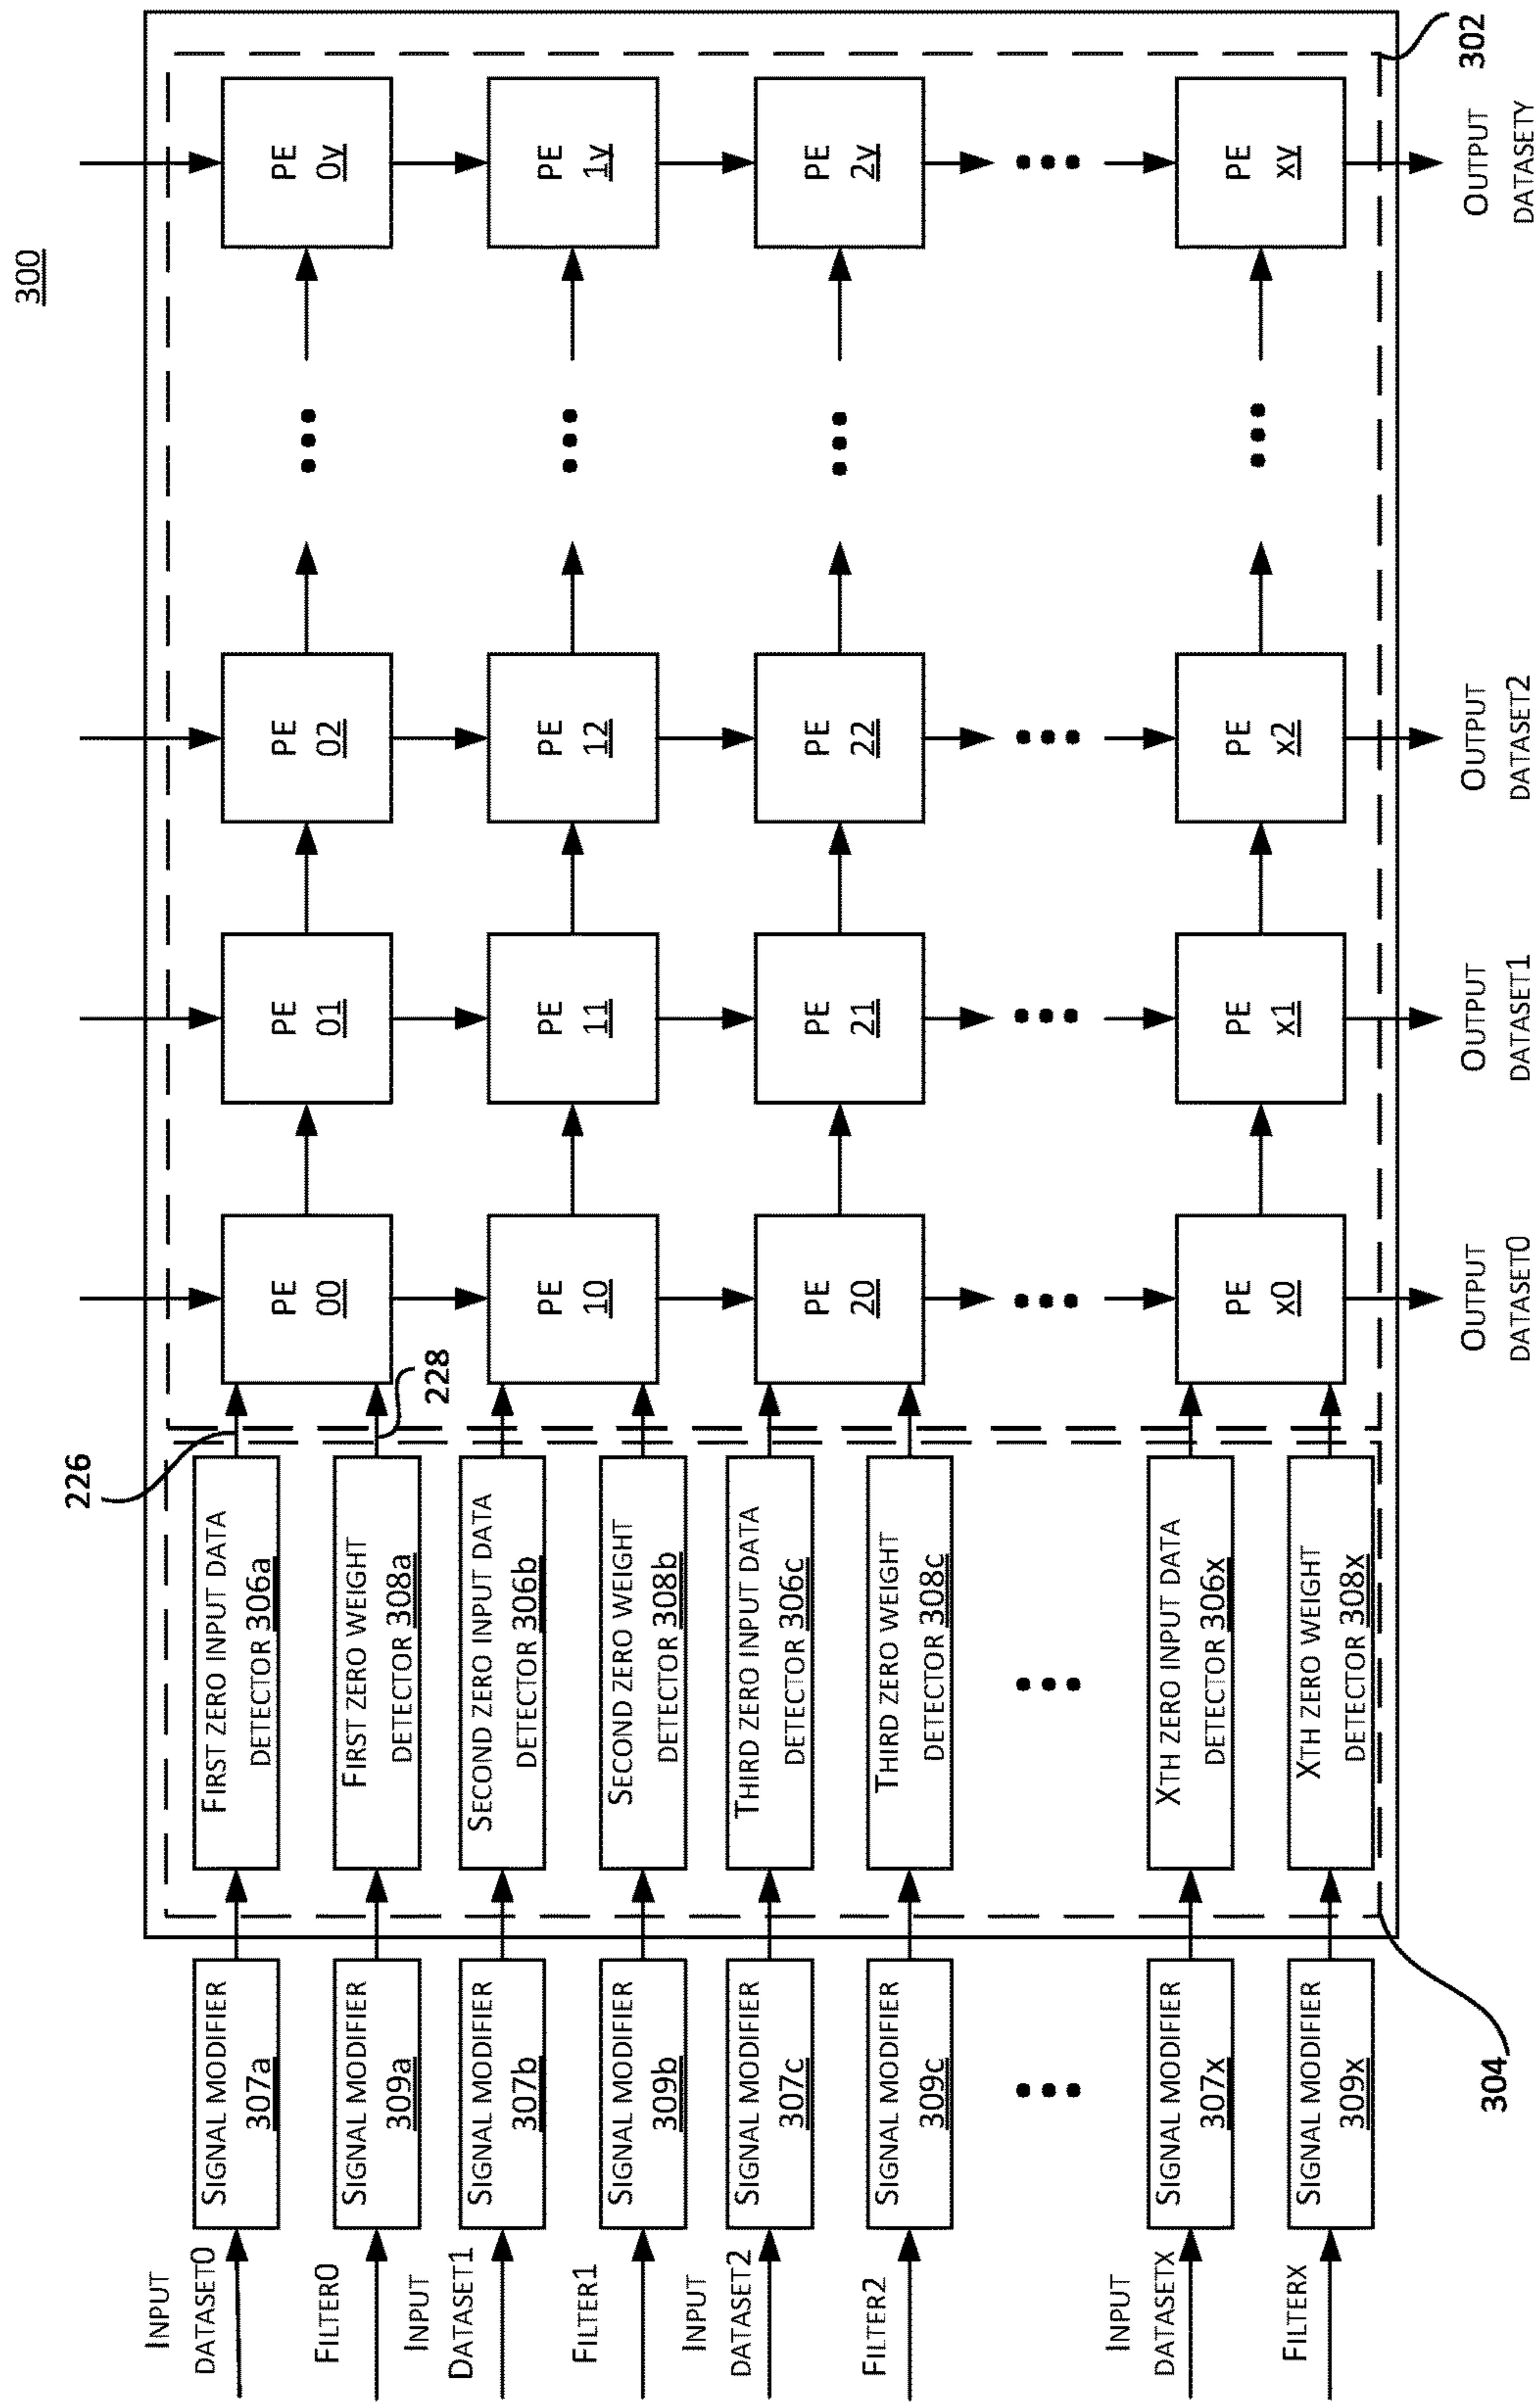 300
INPUT
DATASET0
SIGNAL MODIFIER
307a
FIRST ZERO INPUT DATA
DETECTOR 306a
226
PE
00
PE
01
PE
02
PE
0y
FILTER0
SIGNAL MODIFIER
309a
FIRST ZERO WEIGHT
DETECTOR 308a
228
INPUT
DATASET1
SIGNAL MODIFIER
307b
SECOND ZERO INPUT DATA
DETECTOR 306b
PE
10
PE
11
PE
12
PE
1y
FILTER1
SIGNAL MODIFIER
309b
SECOND ZERO WEIGHT
DETECTOR 308b
INPUT
DATASET2
SIGNAL MODIFIER
307c
THIRD ZERO INPUT DATA
DETECTOR 306c
PE
20
PE
21
PE
22
PE
2y
FILTER2
SIGNAL MODIFIER
309c
THIRD ZERO WEIGHT
DETECTOR 308c
INPUT
DATASETX
SIGNAL MODIFIER
307x
XTH ZERO INPUT DATA
DETECTOR 306x
PE
x0
PE
x1
PE
x2
PE
xy
FILTERX
SIGNAL MODIFIER
309x
XTH ZERO WEIGHT
DETECTOR 308x
304
OUTPUT
DATASET0
OUTPUT
DATASET1
OUTPUT
DATASET2
OUTPUT
DATASETY
302